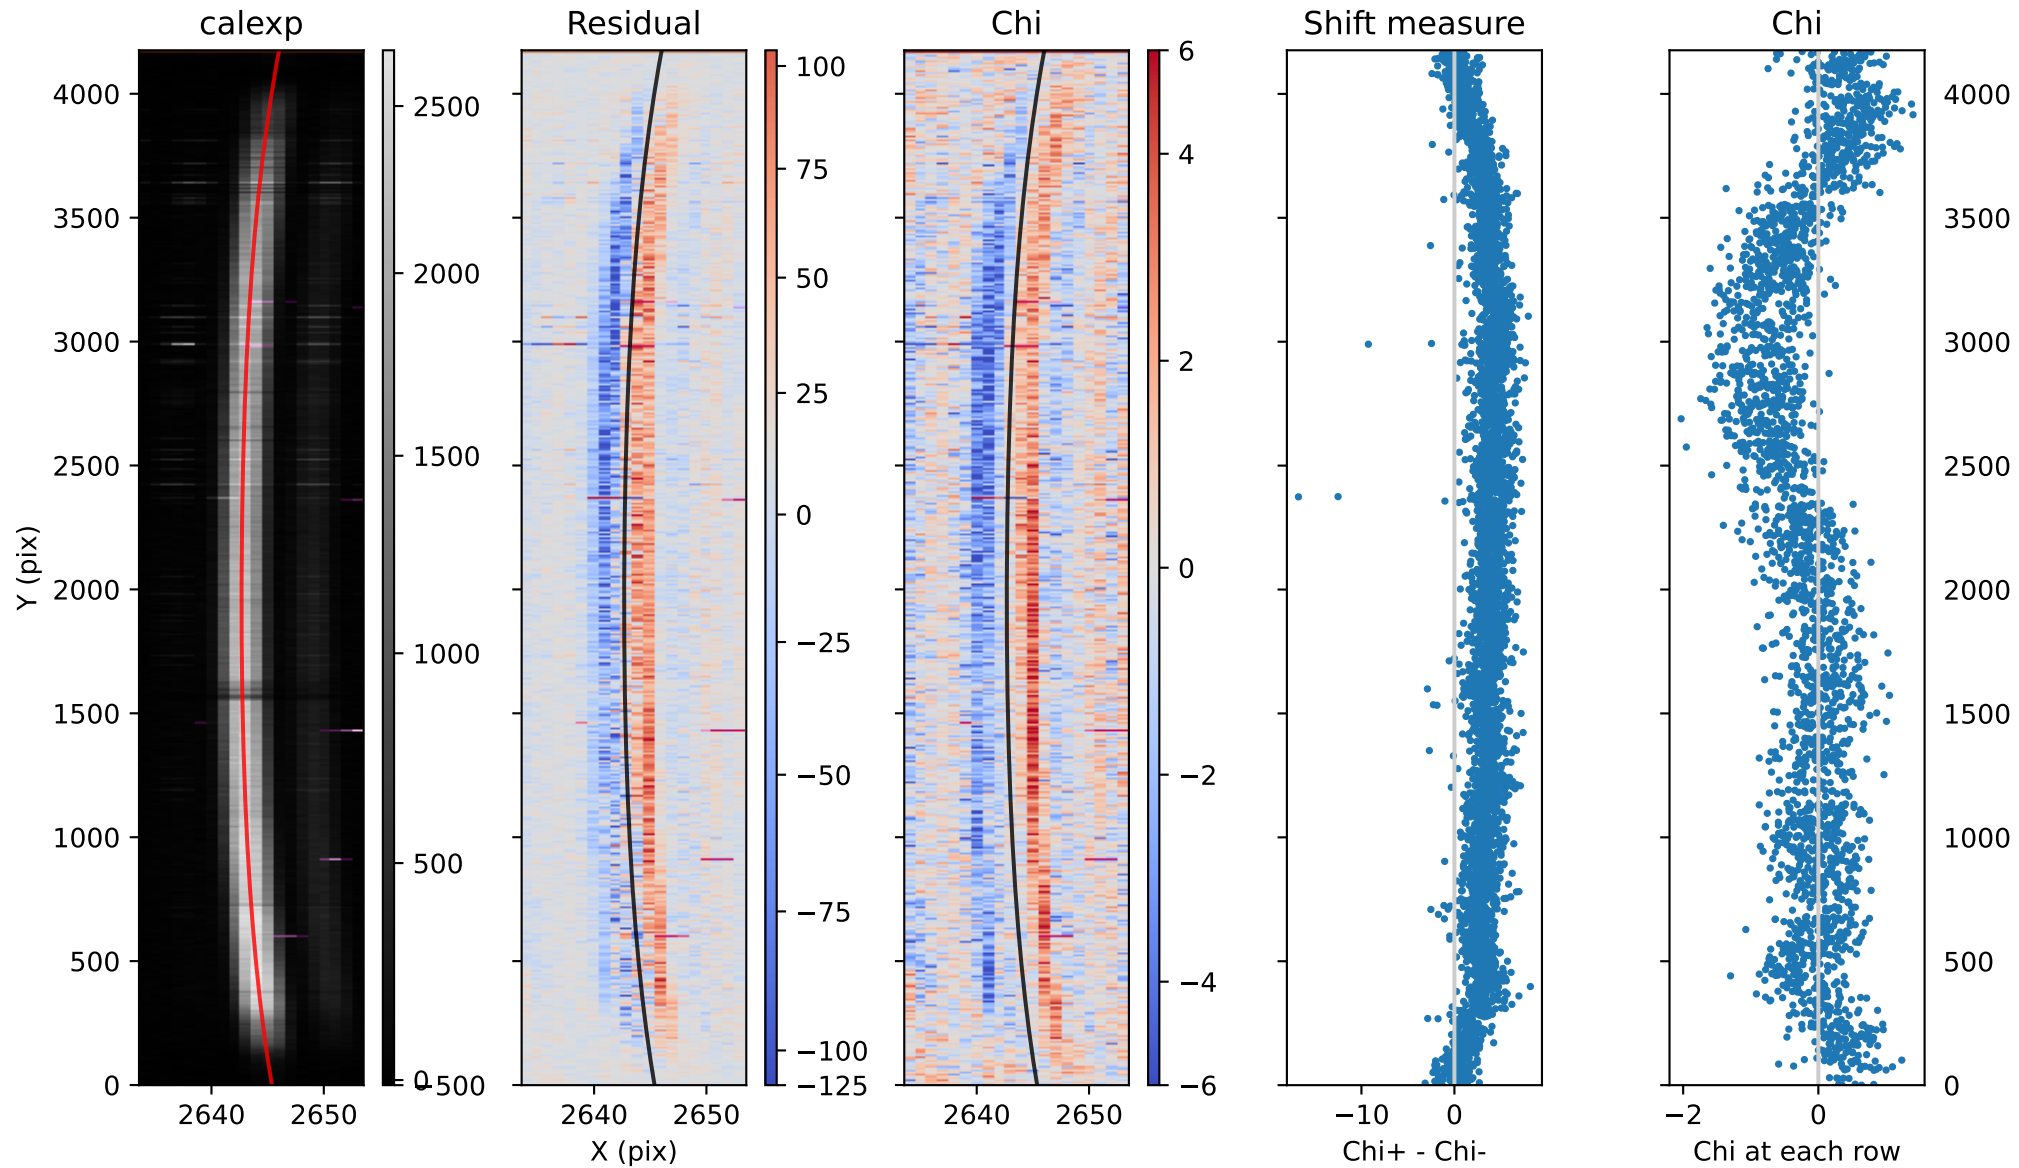 calexp Residual Chi Shift measure Chi
4000 2500 100 6 4000
75 4
3500 2000 50 3500
3000 25 2 3000
2500 1500 0 0 2500
Y (pix)
2000 1000 −25 2000
1500 −50 −2 1500
1000 500 −75 −4 1000
500 −100 500
0 0 −500 −125 −6 0
2640 2650 2640 2650 2640 2650 −10 0 −2 0
X (pix) Chi+ - Chi- Chi at each row